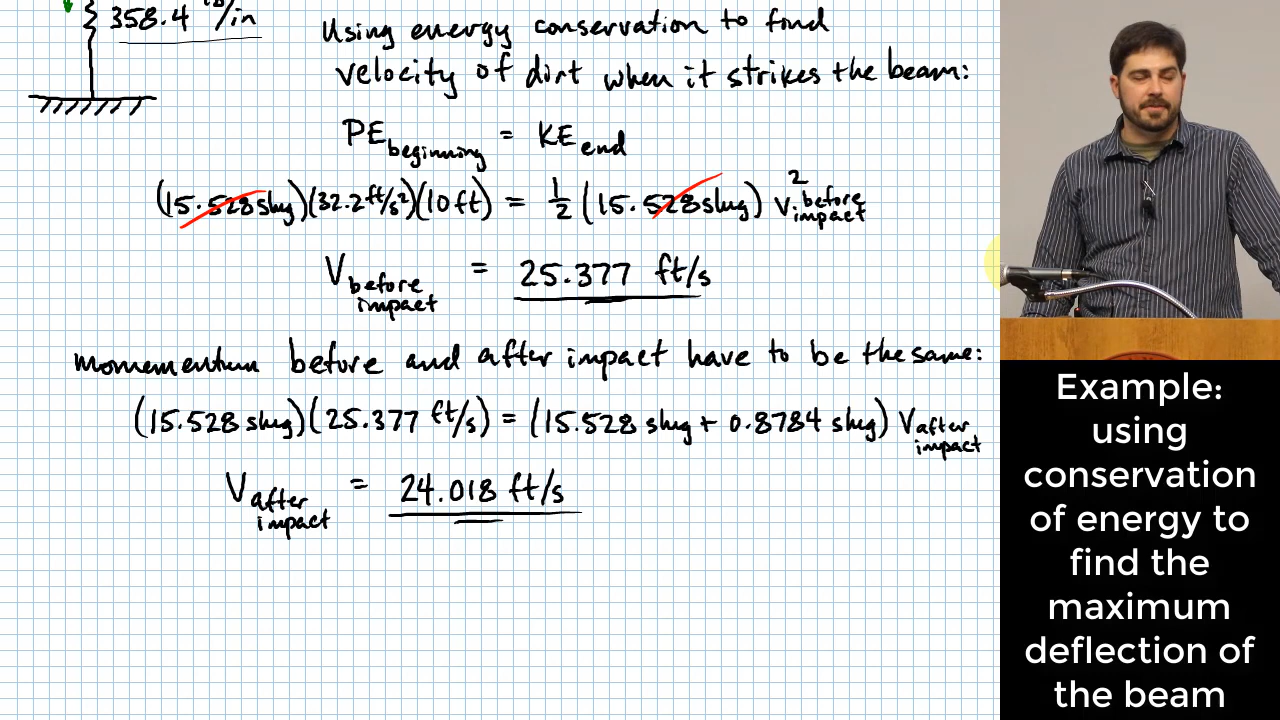 358.4 lb/in
Using energy conservation to find
velocity of dirt when it strikes the beam:
PE beginning = KE end
(15.528 slug)(32.2 ft/s²)(10 ft) = 1/2 (15.528 slug) v² before impact
V before impact = 25.377 ft/s
momentum before and after impact have to be the same:
(15.528 slug)(25.377 ft/s) = (15.528 slug + 0.8784 slug) V after impact
V after impact = 24.018 ft/s
Example:
using
conservation
of energy to
find the
maximum
deflection of
the beam